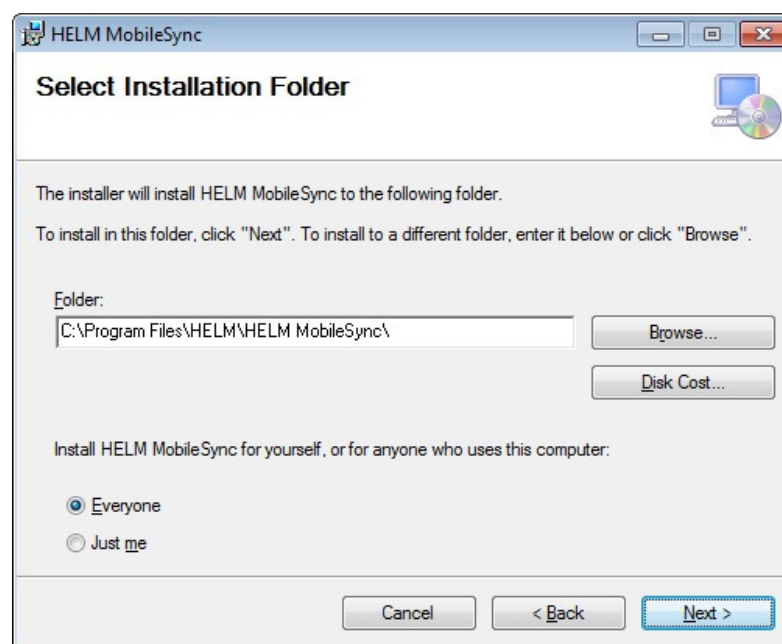 HELM MobileSync
Select Installation Folder
The installer will install HELM MobileSync to the following folder.
To install in this folder, click "Next". To install to a different folder, enter it below or click "Browse".
Folder:
C:\Program Files\HELM\HELM MobileSync\
Browse...
Disk Cost...
Install HELM MobileSync for yourself, or for anyone who uses this computer:
Everyone
Just me
Cancel
< Back
Next >